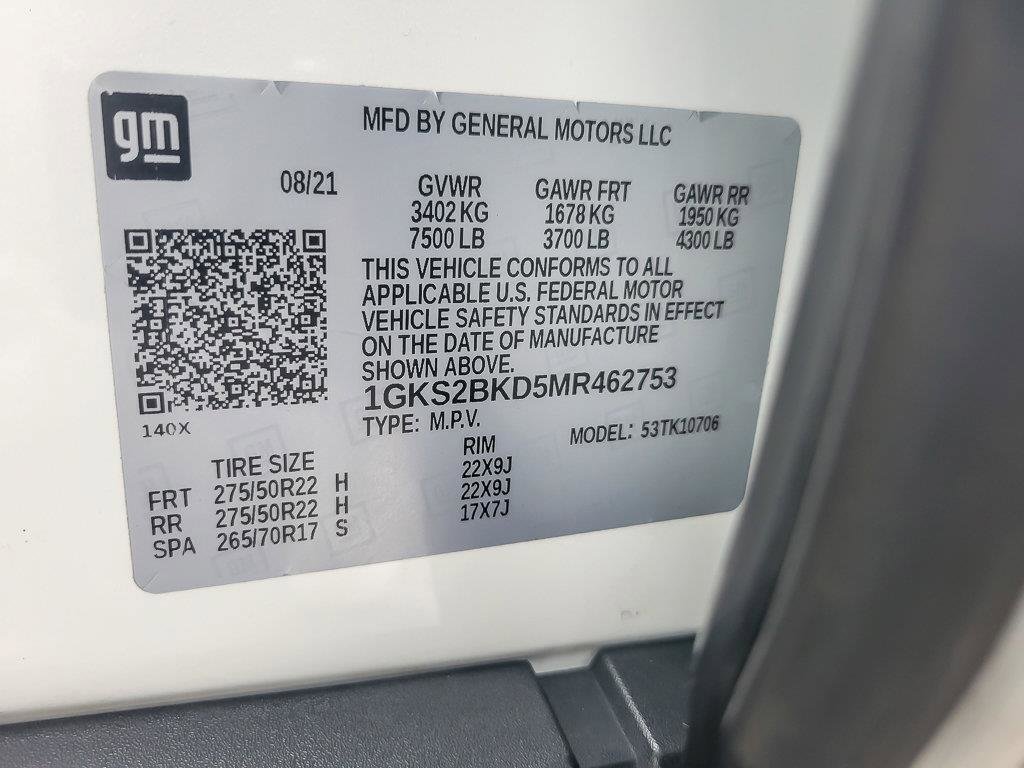 gm
MFD BY GENERAL MOTORS LLC
08/21 GVWR GAWR FRT GAWR RR
3402 KG 1678 KG 1950 KG
7500 LB 3700 LB 4300 LB
THIS VEHICLE CONFORMS TO ALL
APPLICABLE U.S. FEDERAL MOTOR
VEHICLE SAFETY STANDARDS IN EFFECT
ON THE DATE OF MANUFACTURE
SHOWN ABOVE.
1GKS2BKD5MR462753
TYPE: M.P.V. MODEL: 53TK10706
140X
TIRE SIZE RIM
FRT 275/50R22 H 22X9J
RR 275/50R22 H 22X9J
SPA 265/70R17 S 17X7J